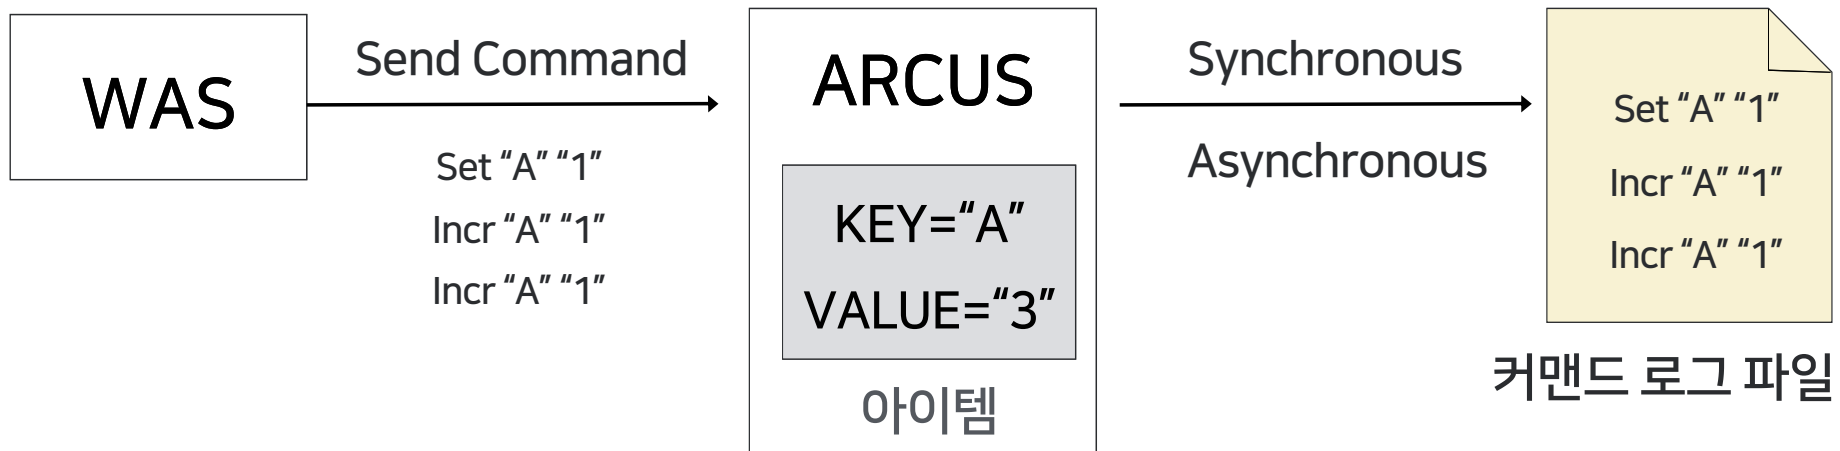 WAS
Send Command
Set “A” “1”
Incr “A” “1”
Incr “A” “1”
ARCUS
KEY=“A”
VALUE=“3”
아이템
Synchronous
Asynchronous
Set “A” “1”
Incr “A” “1”
Incr “A” “1”
커맨드 로그 파일